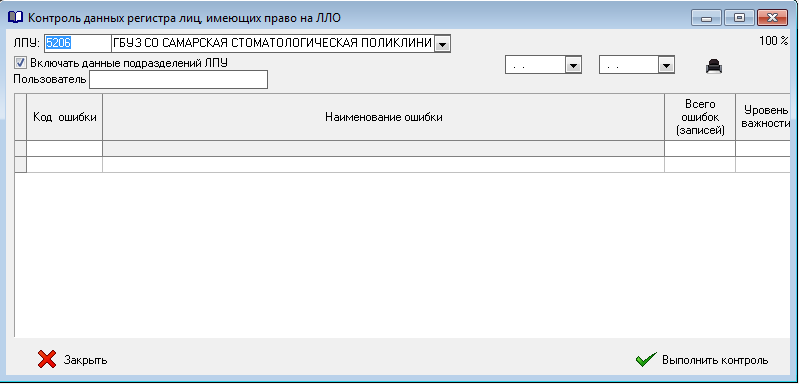 Контроль данных регистра лиц, имеющих право на ЛЛО
ЛПУ: 5206 ГБУЗ СО САМАРСКАЯ СТОМАТОЛОГИЧЕСКАЯ ПОЛИКЛИНИ 100 %
Включать данные подразделений ЛПУ
. . . .
Пользователь
Код ошибки Наименование ошибки Всего ошибок (записей) Уровень важности
Закрыть Выполнить контроль